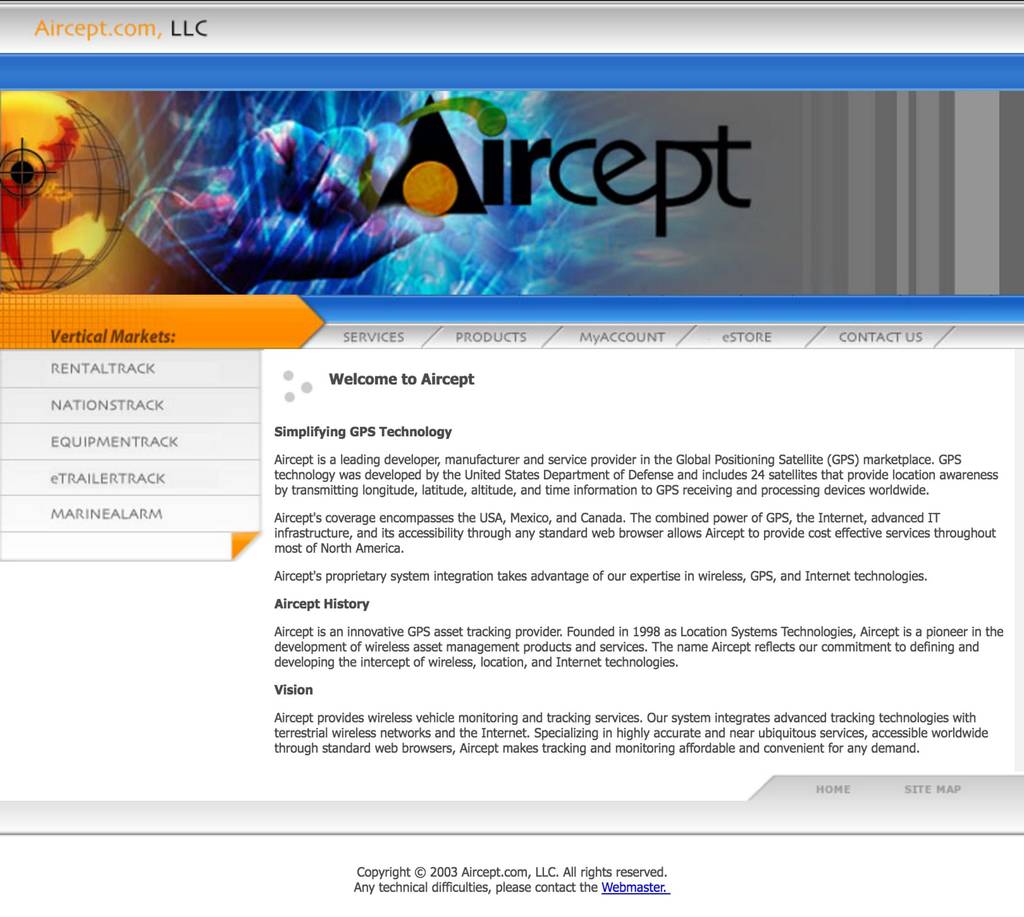 Aircept.com, LLC
Aircept
Vertical Markets:
SERVICES
PRODUCTS
MyACCOUNT
eSTORE
CONTACT US
RENTALTRACK
NATIONSTRACK
EQUIPMENTRACK
eTRAILERTRACK
MARINEALARM
Welcome to Aircept
Simplifying GPS Technology
Aircept is a leading developer, manufacturer and service provider in the Global Positioning Satellite (GPS) marketplace. GPS
technology was developed by the United States Department of Defense and includes 24 satellites that provide location awareness
by transmitting longitude, latitude, altitude, and time information to GPS receiving and processing devices worldwide.
Aircept's coverage encompasses the USA, Mexico, and Canada. The combined power of GPS, the Internet, advanced IT
infrastructure, and its accessibility through any standard web browser allows Aircept to provide cost effective services throughout
most of North America.
Aircept's proprietary system integration takes advantage of our expertise in wireless, GPS, and Internet technologies.
Aircept History
Aircept is an innovative GPS asset tracking provider. Founded in 1998 as Location Systems Technologies, Aircept is a pioneer in the
development of wireless asset management products and services. The name Aircept reflects our commitment to defining and
developing the intercept of wireless, location, and Internet technologies.
Vision
Aircept provides wireless vehicle monitoring and tracking services. Our system integrates advanced tracking technologies with
terrestrial wireless networks and the Internet. Specializing in highly accurate and near ubiquitous services, accessible worldwide
through standard web browsers, Aircept makes tracking and monitoring affordable and convenient for any demand.
HOME
SITE MAP
Copyright © 2003 Aircept.com, LLC. All rights reserved.
Any technical difficulties, please contact the Webmaster.